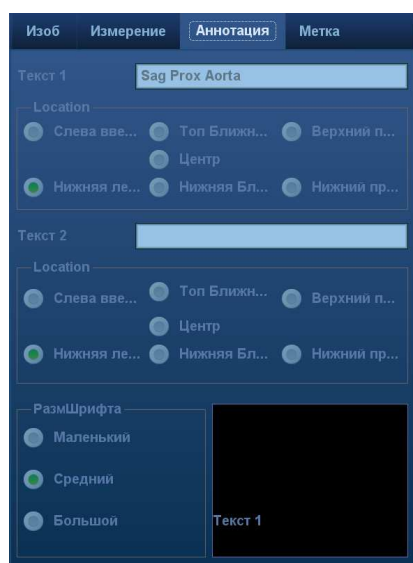 Изоб Измерение Аннотация Метка
Текст 1 Sag Prox Aorta
Location
Слева вве... Топ Ближн... Верхний п...
Центр
Нижняя ле... Нижняя Бл... Нижний пр...
Текст 2
Location
Слева вве... Топ Ближн... Верхний п...
Центр
Нижняя ле... Нижняя Бл... Нижний пр...
РазмШрифта
Маленький
Средний
Большой
Текст 1